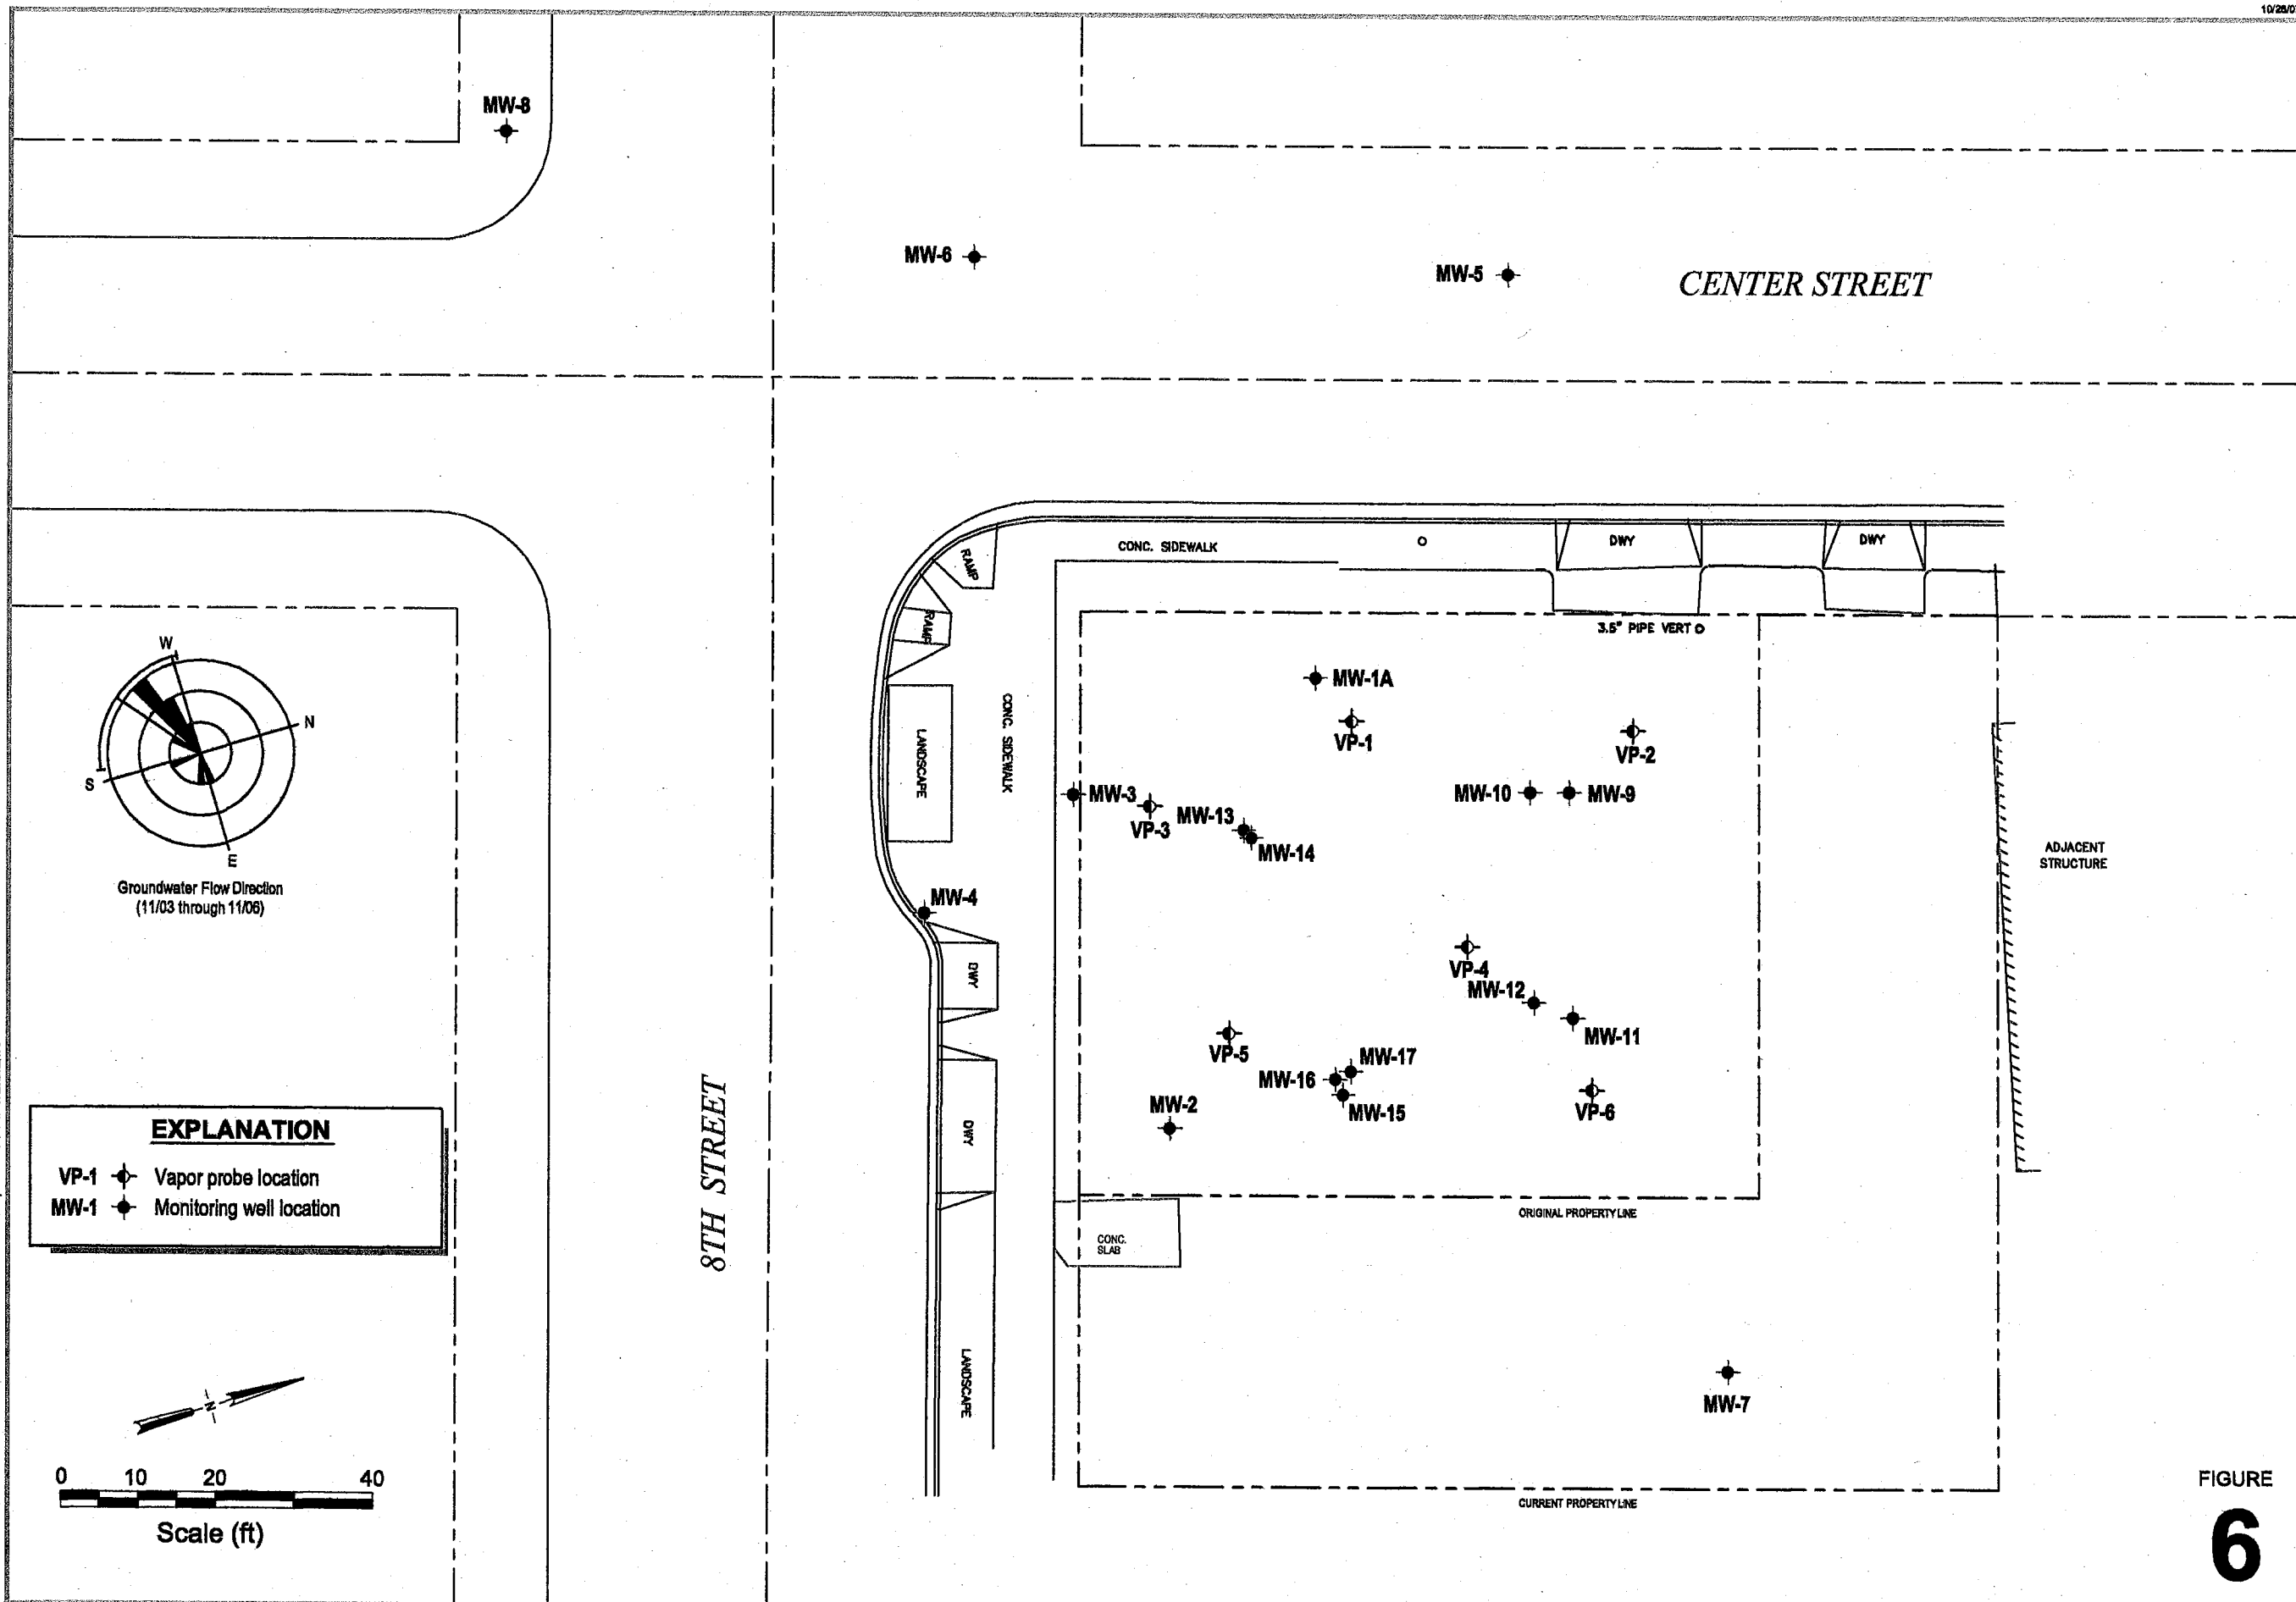 MW-8
MW-6
MW-5
CENTER STREET
CONC. SIDEWALK
DWY
DWY
RAMP
RAMP
3.5" PIPE VERT
MW-1A
VP-1
VP-2
W
N
S
E
Groundwater Flow Direction
(11/03 through 11/06)
LANDSCAPE
CONC. SIDEWALK
MW-3
VP-3
MW-13
MW-14
MW-10
MW-9
ADJACENT
STRUCTURE
MW-4
DWY
VP-4
MW-12
MW-11
VP-5
MW-17
MW-16
MW-15
VP-6
MW-2
8TH STREET
DWY
EXPLANATION
VP-1 Vapor probe location
MW-1 Monitoring well location
ORIGINAL PROPERTY LINE
CONC.
SLAB
LANDSCAPE
MW-7
N
0 10 20 40
Scale (ft)
CURRENT PROPERTY LINE
FIGURE
6